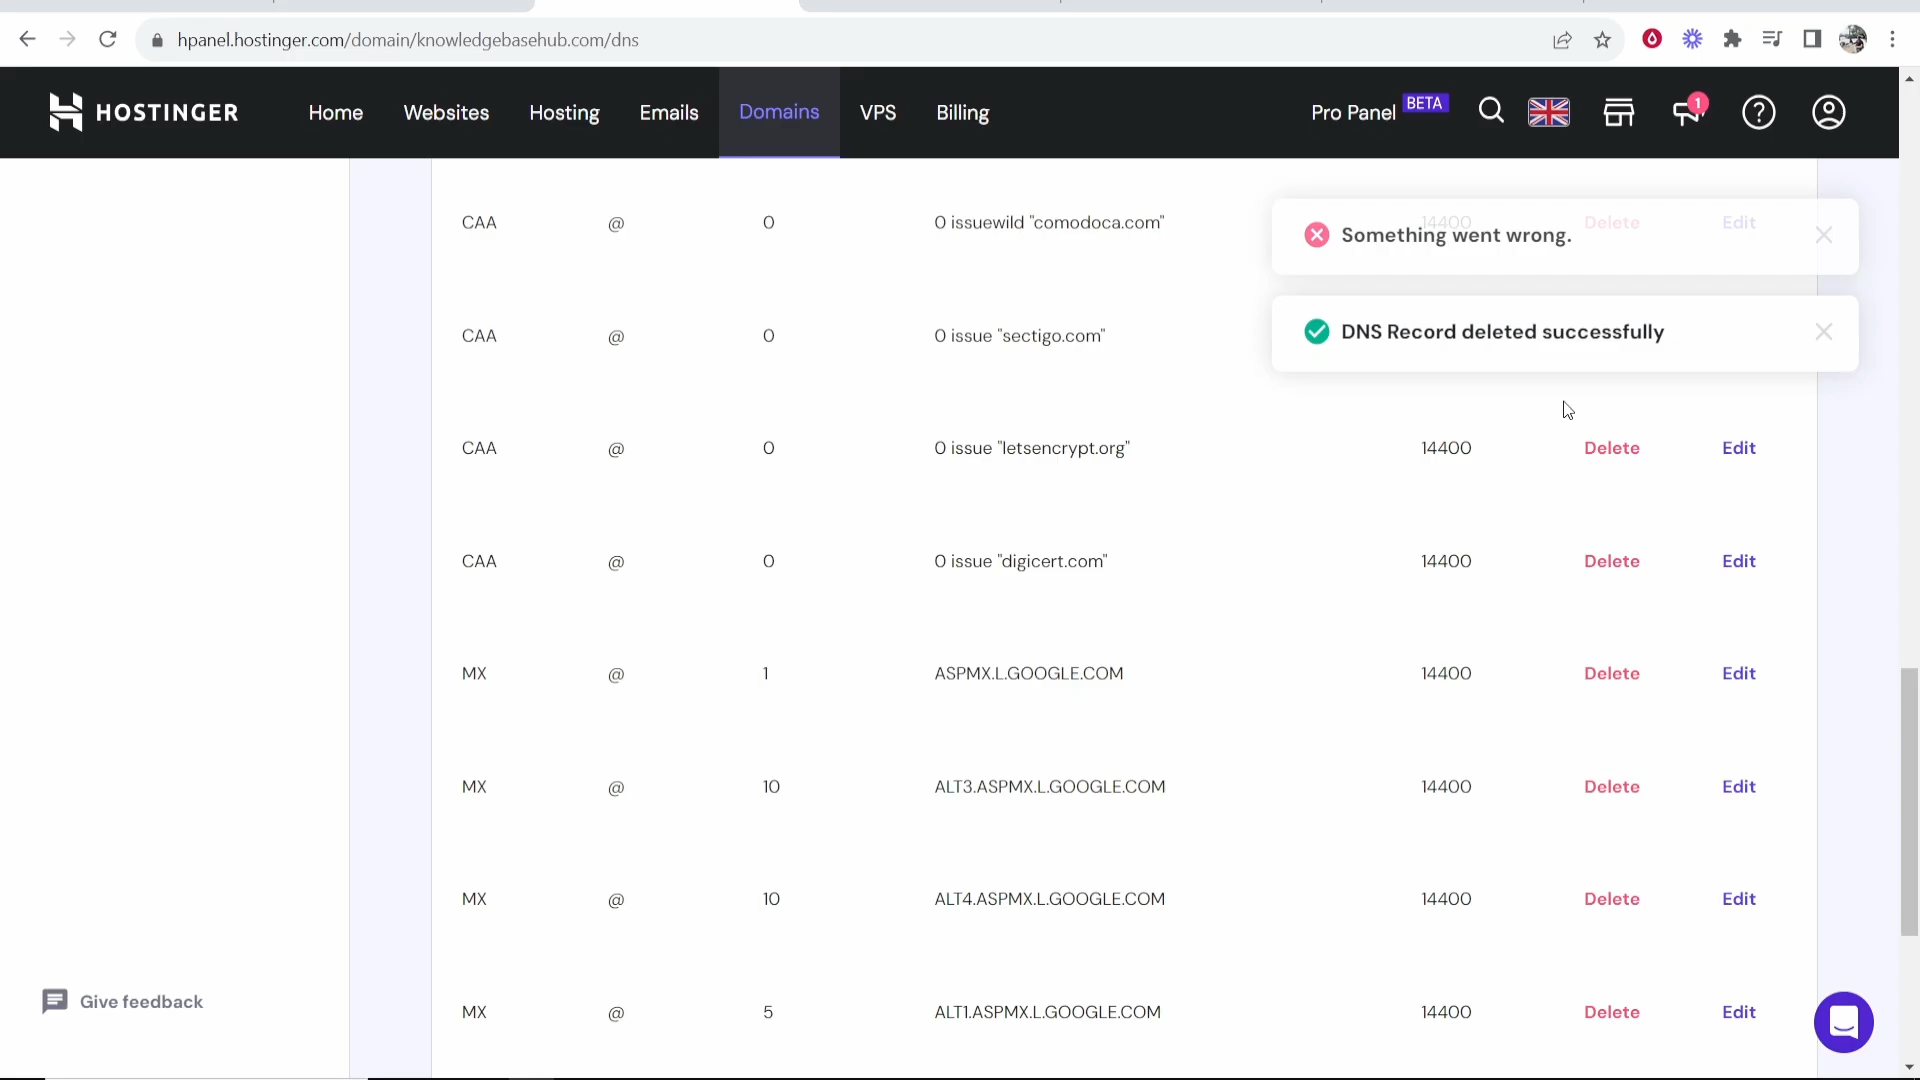 hpanel.hostinger.com/domain/knowledgebasehub.com/dns
HOSTINGER Home Websites Hosting Emails Domains VPS Billing Pro Panel BETA 1
CAA @ 0 0 issuewild "comodoca.com" 14400 Delete Edit
Something went wrong.
CAA @ 0 0 issue "sectigo.com"
DNS Record deleted successfully
CAA @ 0 0 issue "letsencrypt.org" 14400 Delete Edit
CAA @ 0 0 issue "digicert.com" 14400 Delete Edit
MX @ 1 ASPMX.L.GOOGLE.COM 14400 Delete Edit
MX @ 10 ALT3.ASPMX.L.GOOGLE.COM 14400 Delete Edit
MX @ 10 ALT4.ASPMX.L.GOOGLE.COM 14400 Delete Edit
Give feedback
MX @ 5 ALT1.ASPMX.L.GOOGLE.COM 14400 Delete Edit